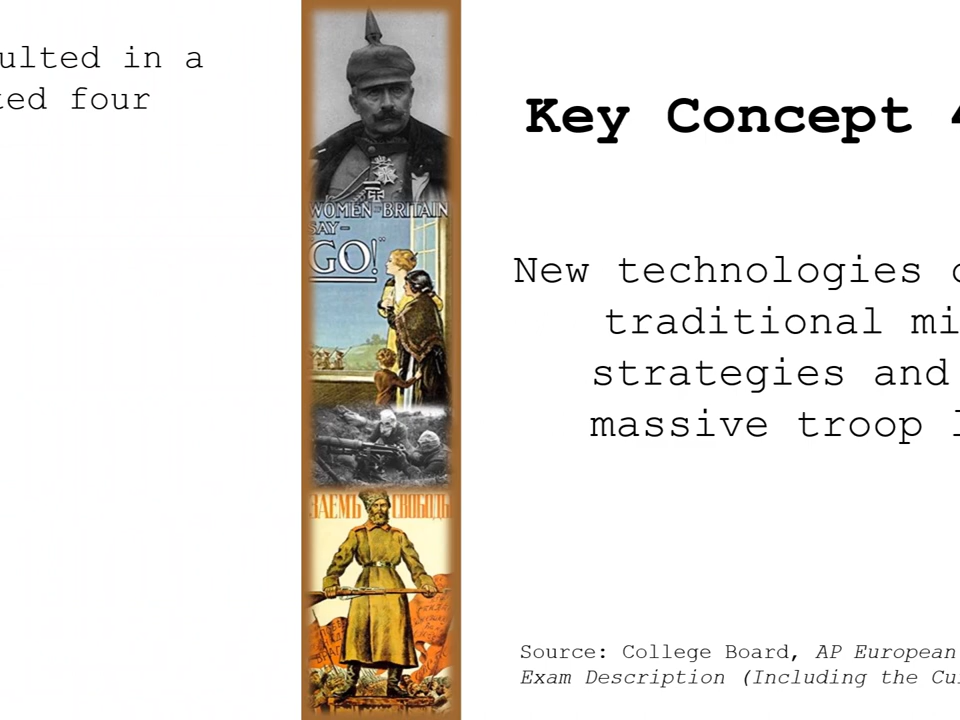 ulted in a
ted four
WOMEN OF BRITAIN
SAY-
GO!"
ЗАЕМЪ СВОБОДЫ
Key Concept 4
New technologies
traditional mi
strategies and
massive troop
Source: College Board, AP European
Exam Description (Including the Cu